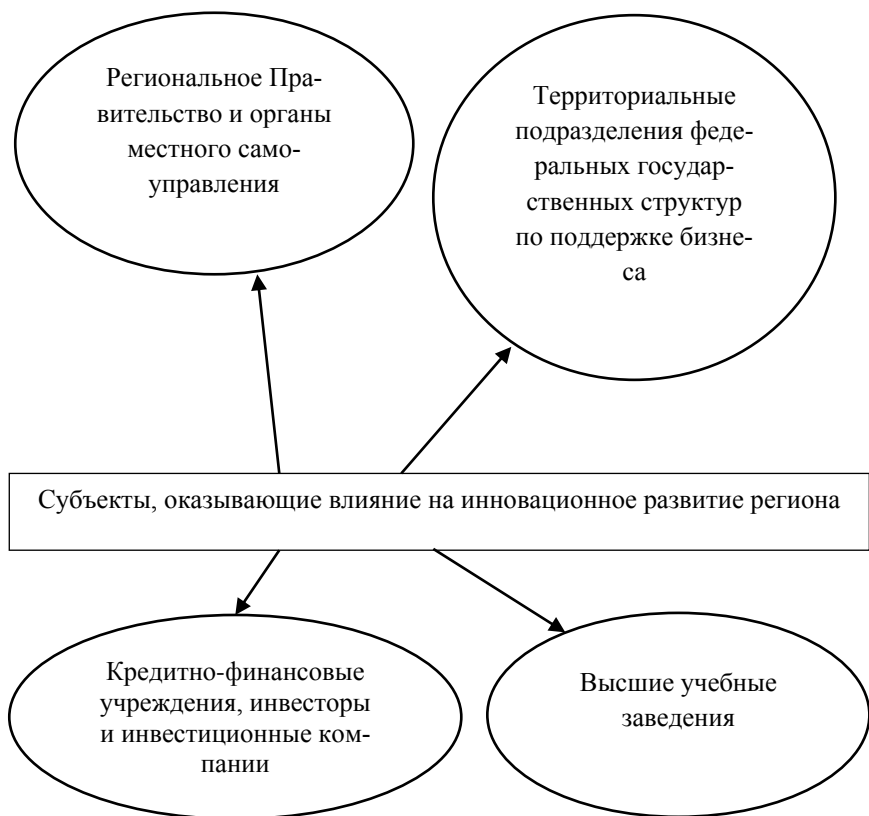 Региональное Пра-
вительство и органы
местного само-
управления
Территориальные
подразделения феде-
ральных государ-
ственных структур
по поддержке бизне-
са
Субъекты, оказывающие влияние на инновационное развитие региона
Кредитно-финансовые
учреждения, инвесторы
и инвестиционные ком-
пании
Высшие учебные
заведения